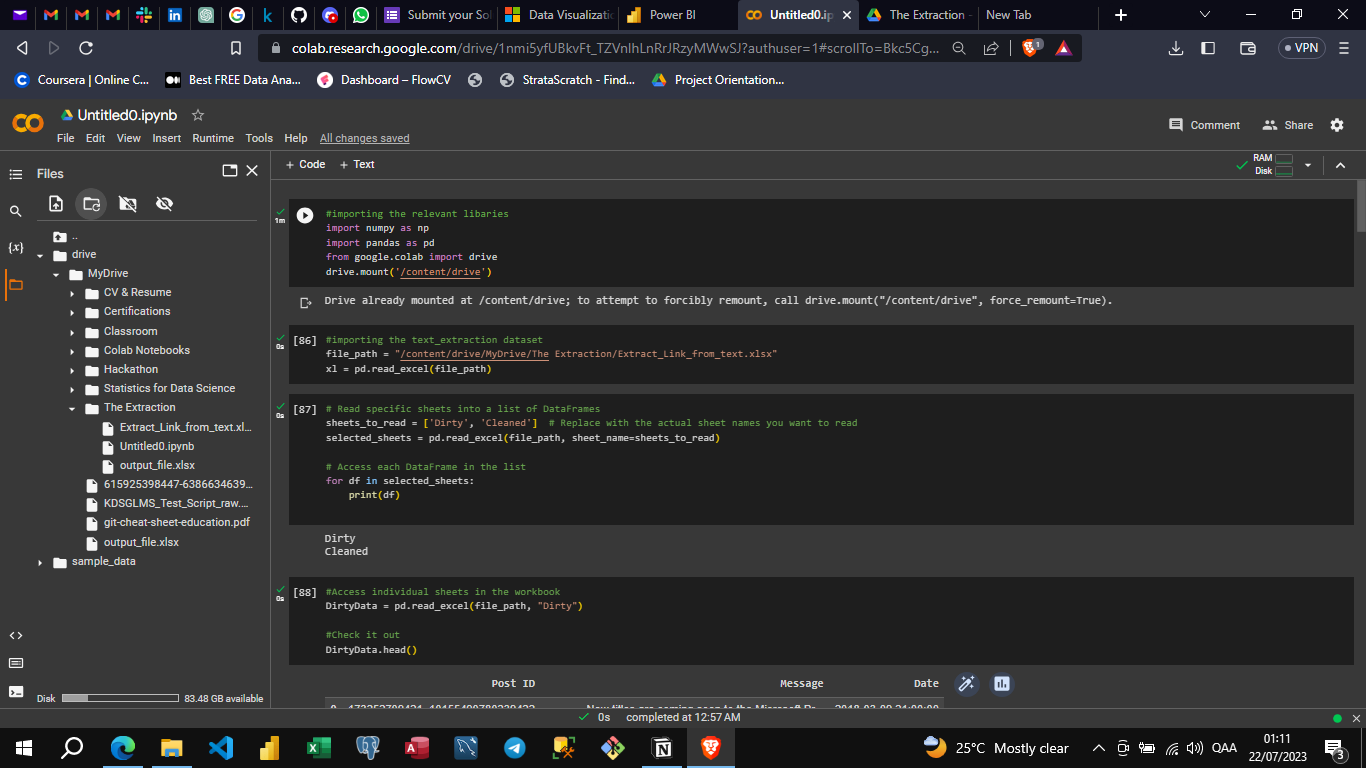 Submit your Sol
Data Visualizatio
Power BI
Untitled0.ip
The Extraction -
New Tab
colab.research.google.com/drive/1nmi5yfUBkvFt_TZVnIhLnRrJRzyMWwSJ?authuser=1#scrollTo=Bkc5Cg...
1
VPN
Coursera | Online C...
Best FREE Data Ana...
Dashboard – FlowCV
StrataScratch - Find...
Project Orientation...
Untitled0.ipynb
File Edit View Insert Runtime Tools Help All changes saved
Comment
Share
Files
+ Code + Text
RAM
Disk
..
drive
MyDrive
CV & Resume
Certifications
Classroom
Colab Notebooks
Hackathon
Statistics for Data Science
The Extraction
Extract_Link_from_text.xl...
Untitled0.ipynb
output_file.xlsx
615925398447-6386634639...
KDSGLMS_Test_Script_raw....
git-cheat-sheet-education.pdf
output_file.xlsx
sample_data
Disk
83.48 GB available
1m
#importing the relevant libaries
import numpy as np
import pandas as pd
from google.colab import drive
drive.mount('/content/drive')
Drive already mounted at /content/drive; to attempt to forcibly remount, call drive.mount("/content/drive", force_remount=True).
0s
[86]
#importing the text_extraction dataset
file_path = "/content/drive/MyDrive/The Extraction/Extract_Link_from_text.xlsx"
xl = pd.read_excel(file_path)
0s
[87]
# Read specific sheets into a list of DataFrames
sheets_to_read = ['Dirty', 'Cleaned']  # Replace with the actual sheet names you want to read
selected_sheets = pd.read_excel(file_path, sheet_name=sheets_to_read)
# Access each DataFrame in the list
for df in selected_sheets:
    print(df)
Dirty
Cleaned
0s
[88]
#Access individual sheets in the workbook
DirtyData = pd.read_excel(file_path, "Dirty")
#Check it out
DirtyData.head()
Post ID Message Date
0s completed at 12:57 AM
25°C Mostly clear
QAA
01:11
22/07/2023
3